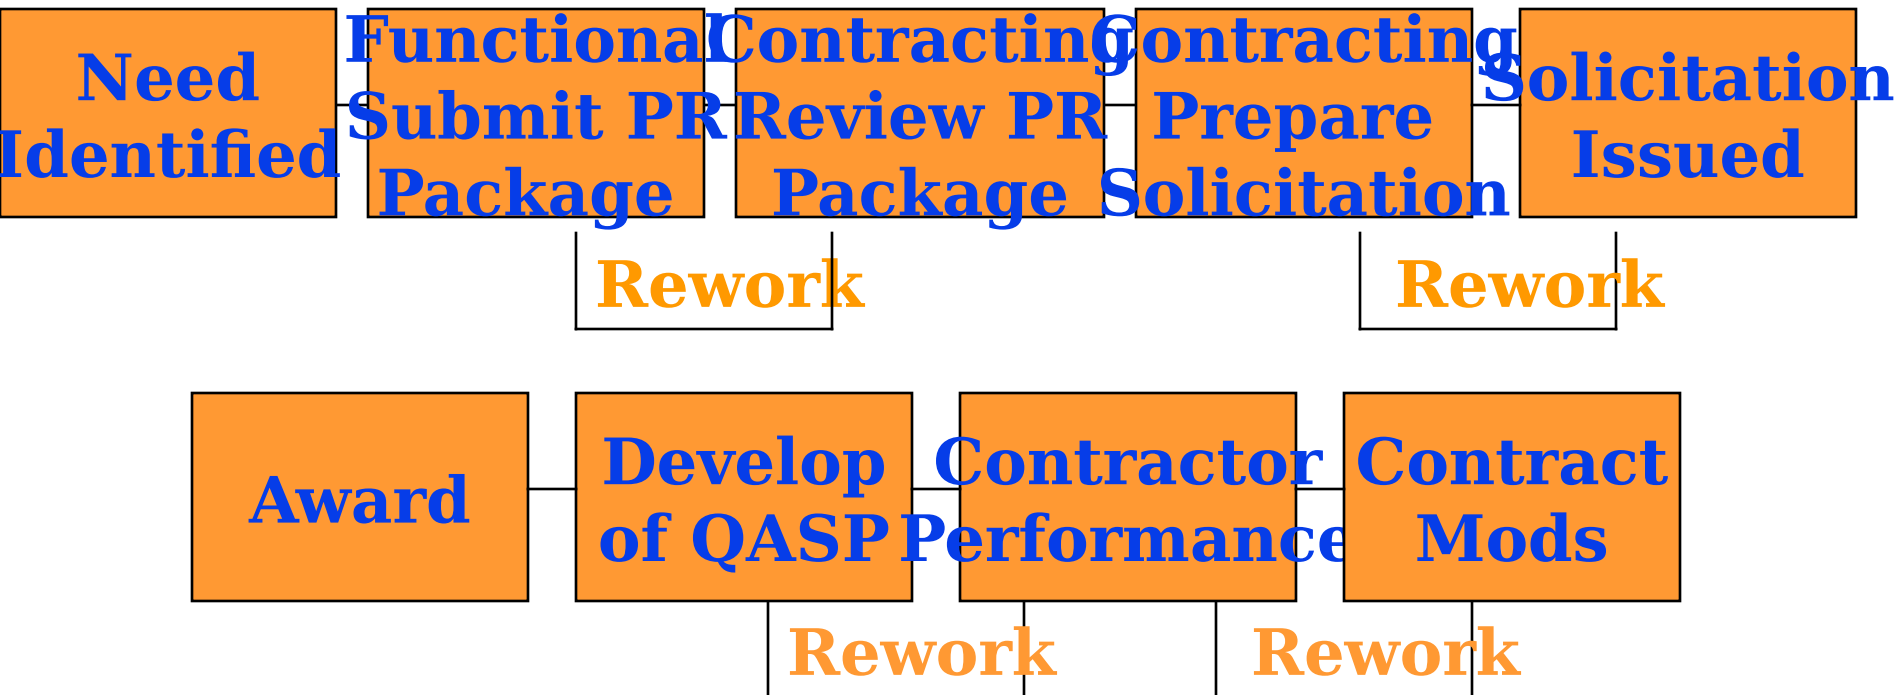 Need
Identified
Functional
Submit PR
Package
Contracting
Review PR
Package
Contracting
Prepare
Solicitation
Solicitation
Issued
Rework
Rework
Award
Develop
of QASP
Contractor
Performance
Contract
Mods
Rework
Rework